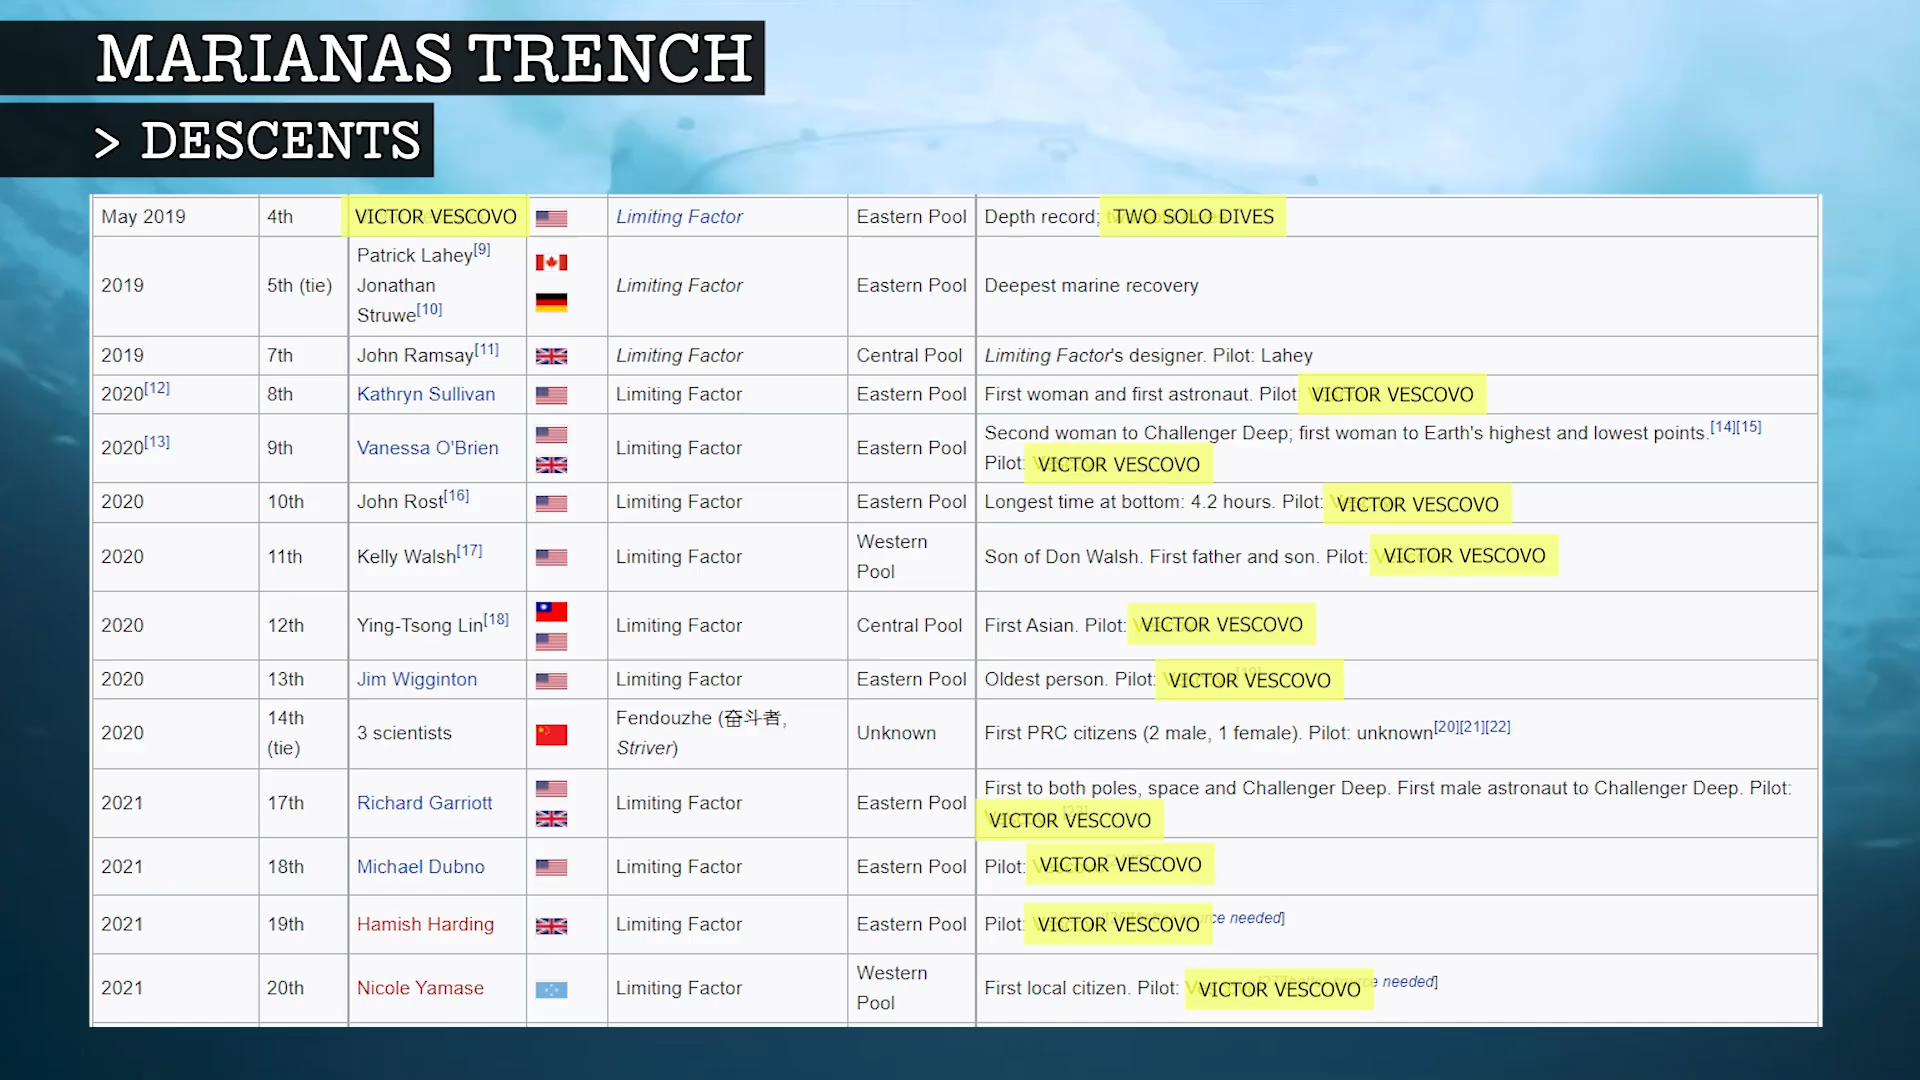 MARIANAS TRENCH
> DESCENTS
May 2019 4th VICTOR VESCOVO Limiting Factor Eastern Pool Depth record; TWO SOLO DIVES
2019 5th (tie) Patrick Lahey[9] Jonathan Struwe[10] Limiting Factor Eastern Pool Deepest marine recovery
2019 7th John Ramsay[11] Limiting Factor Central Pool Limiting Factor's designer. Pilot: Lahey
2020[12] 8th Kathryn Sullivan Limiting Factor Eastern Pool First woman and first astronaut. Pilot: VICTOR VESCOVO
2020[13] 9th Vanessa O'Brien Limiting Factor Eastern Pool Second woman to Challenger Deep; first woman to Earth's highest and lowest points.[14][15]
Pilot: VICTOR VESCOVO
2020 10th John Rost[16] Limiting Factor Eastern Pool Longest time at bottom: 4.2 hours. Pilot: VICTOR VESCOVO
2020 11th Kelly Walsh[17] Limiting Factor Western Pool Son of Don Walsh. First father and son. Pilot: VICTOR VESCOVO
2020 12th Ying-Tsong Lin[18] Limiting Factor Central Pool First Asian. Pilot: VICTOR VESCOVO
2020 13th Jim Wigginton Limiting Factor Eastern Pool Oldest person. Pilot: VICTOR VESCOVO
2020 14th (tie) 3 scientists Fendouzhe (奋斗者, Striver) Unknown First PRC citizens (2 male, 1 female). Pilot: unknown[20][21][22]
2021 17th Richard Garriott Limiting Factor Eastern Pool First to both poles, space and Challenger Deep. First male astronaut to Challenger Deep. Pilot:
VICTOR VESCOVO
2021 18th Michael Dubno Limiting Factor Eastern Pool Pilot: VICTOR VESCOVO
2021 19th Hamish Harding Limiting Factor Eastern Pool Pilot: VICTOR VESCOVO needed]
2021 20th Nicole Yamase Limiting Factor Western Pool First local citizen. Pilot: VICTOR VESCOVO needed]